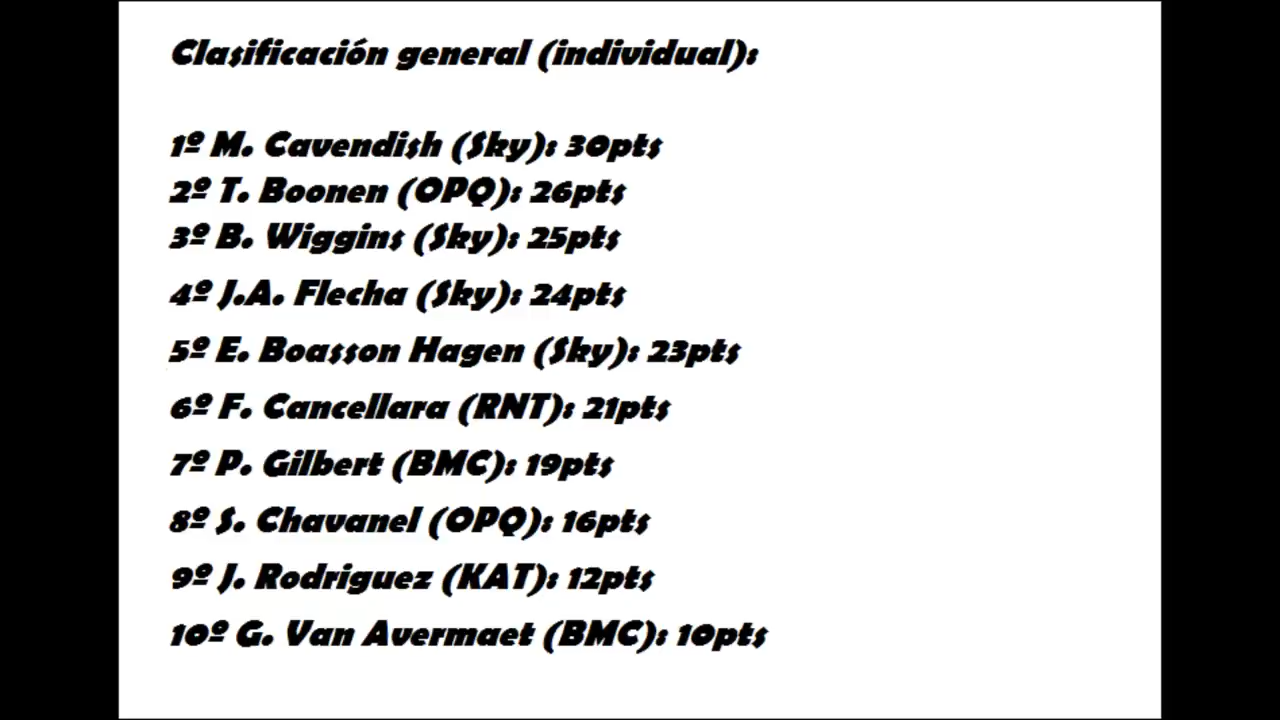 Clasificación general (individual):
1º M. Cavendish (Sky): 30pts
2º T. Boonen (OPQ): 26pts
3º B. Wiggins (Sky): 25pts
4º J.A. Flecha (Sky): 24pts
5º E. Boasson Hagen (Sky): 23pts
6º F. Cancellara (RNT): 21pts
7º P. Gilbert (BMC): 19pts
8º S. Chavanel (OPQ): 16pts
9º J. Rodriguez (KAT): 12pts
10º G. Van Avermaet (BMC): 10pts